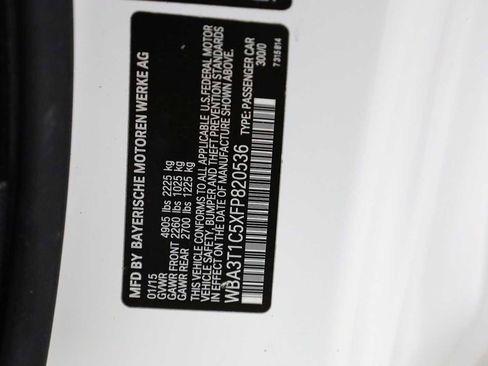 MFD BY BAYERISCHE MOTOREN WERKE AG
01/15
GVWR 4905 lbs 2225 kg
GAWR FRONT 2260 lbs 1025 kg
GAWR REAR 2700 lbs 1225 kg
THIS VEHICLE CONFORMS TO ALL APPLICABLE U.S. FEDERAL MOTOR
VEHICLE SAFETY, BUMPER AND THEFT PREVENTION STANDARDS
IN EFFECT ON THE DATE OF MANUFACTURE SHOWN ABOVE.
WBA3T1C5XFP820536 TYPE: PASSENGER CAR
300/0
7315814